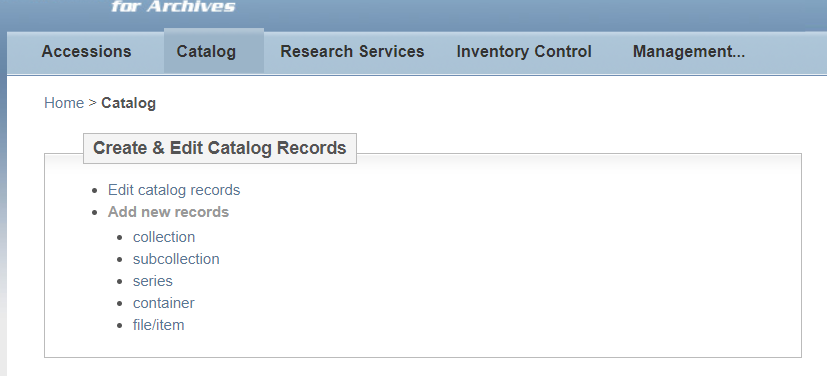 for Archives
Accessions Catalog Research Services Inventory Control Management...
Home > Catalog
Create & Edit Catalog Records
Edit catalog records
Add new records
collection
subcollection
series
container
file/item